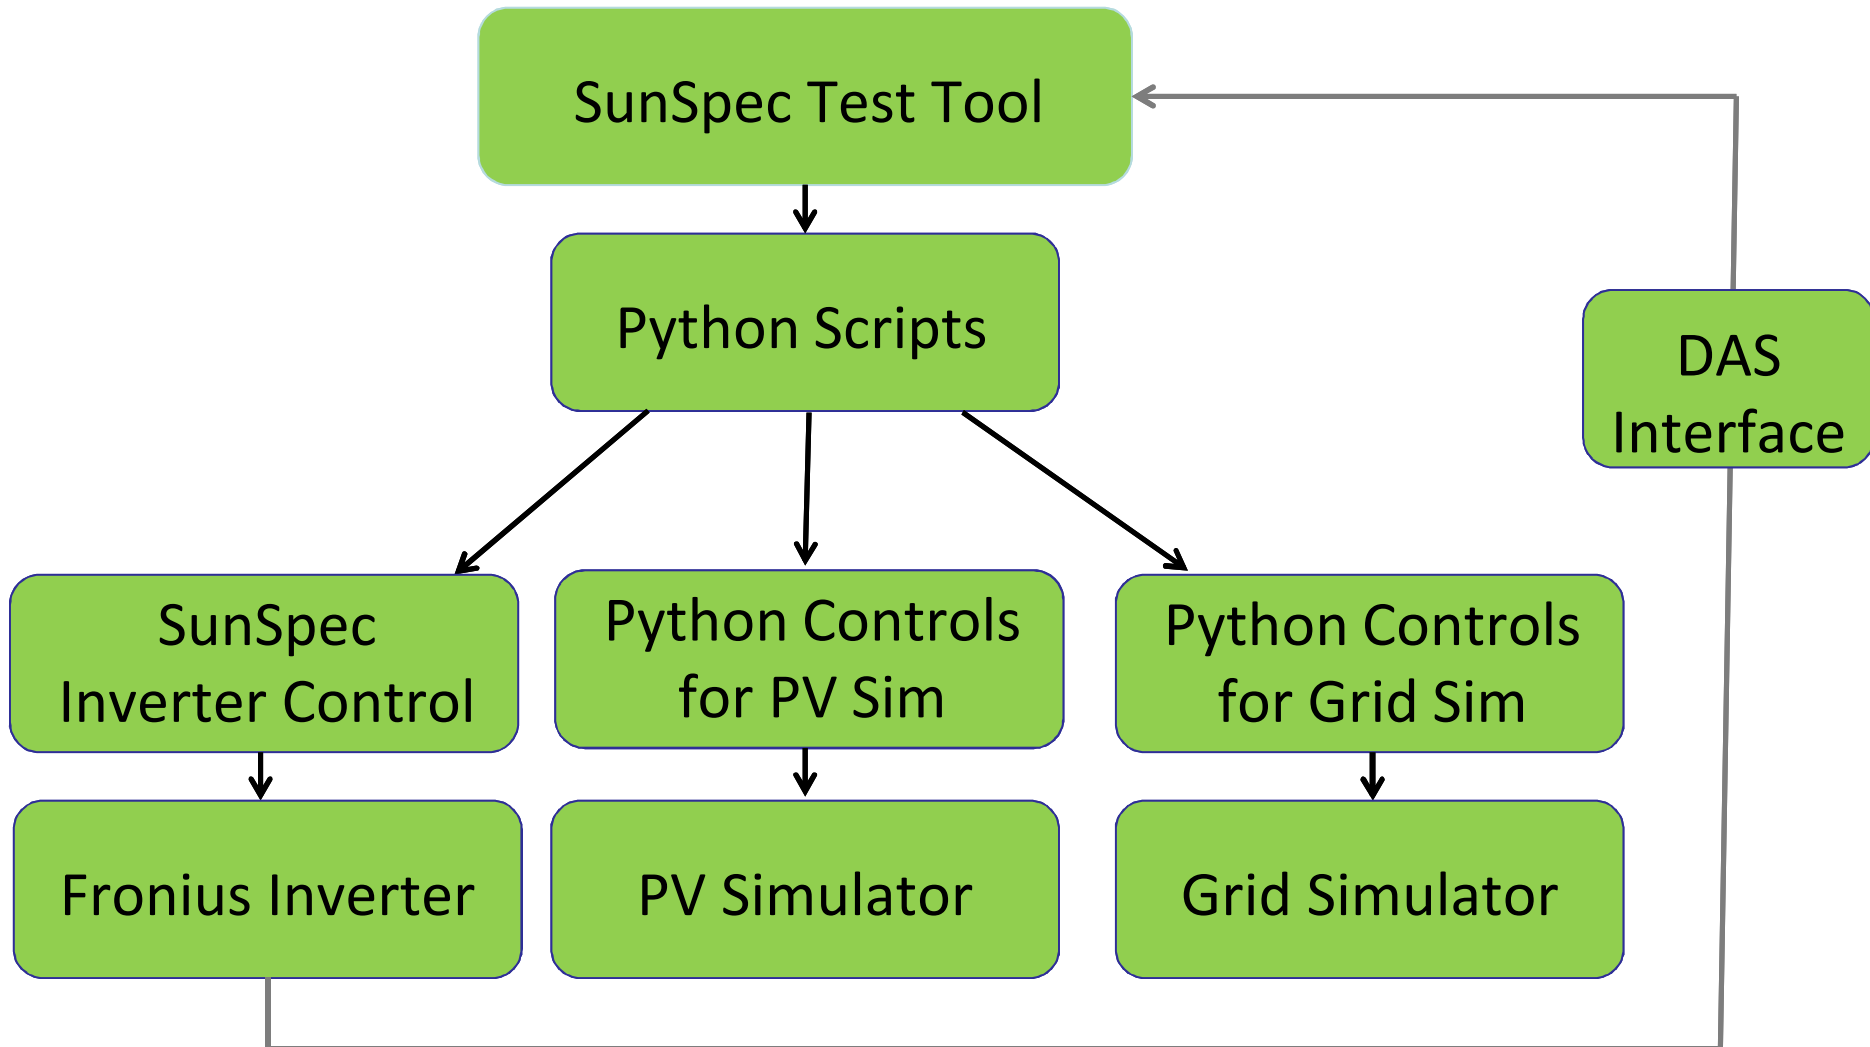 SunSpec Test Tool
Python Scripts
DAS
Interface
SunSpec
Inverter Control
Python Controls
for PV Sim
Python Controls
for Grid Sim
Fronius Inverter
PV Simulator
Grid Simulator